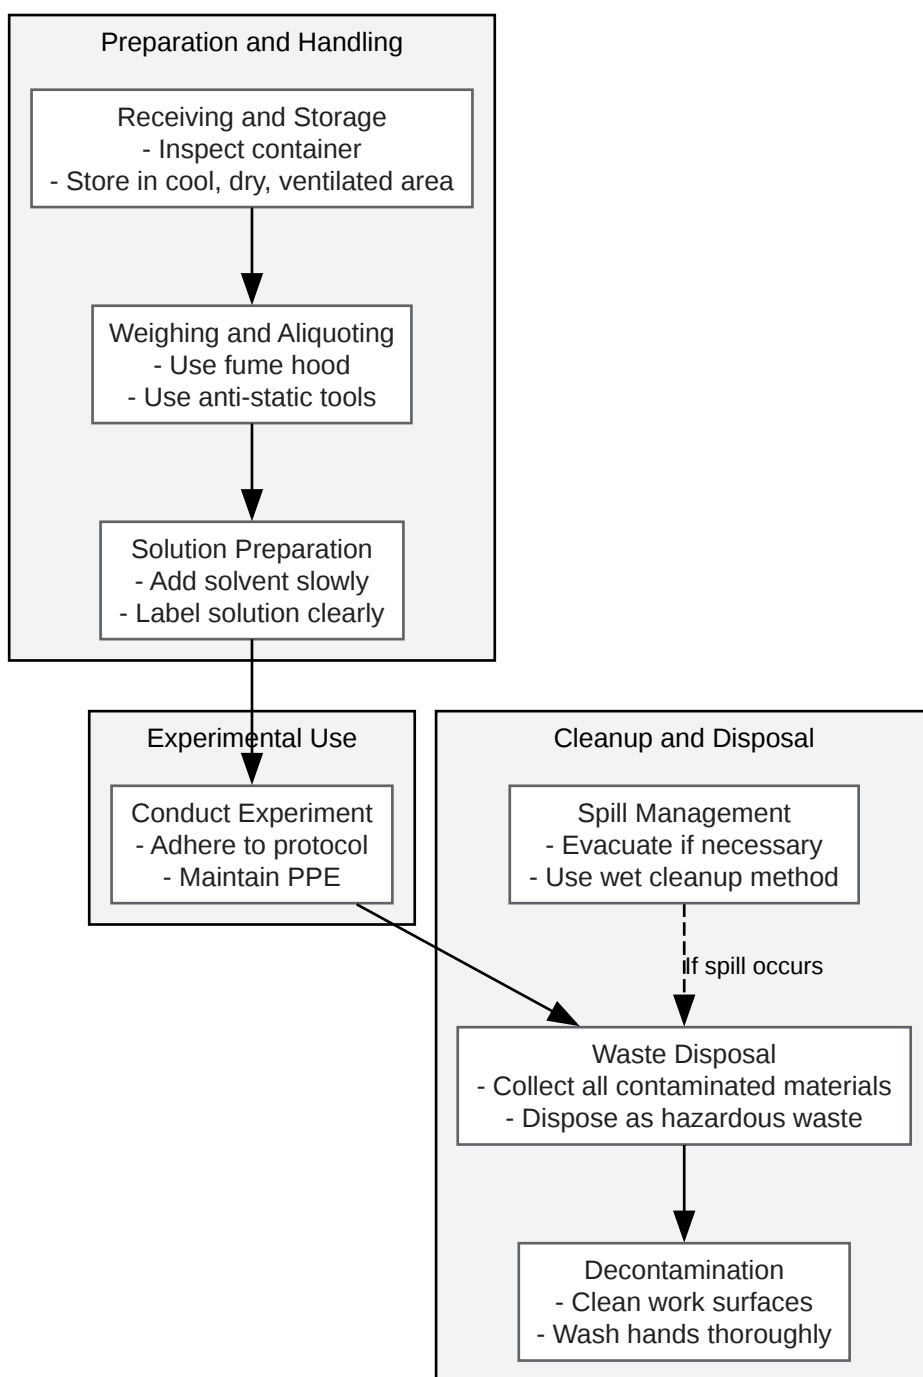 Preparation and Handling
Receiving and Storage
- Inspect container
- Store in cool, dry, ventilated area
Weighing and Aliquoting
- Use fume hood
- Use anti-static tools
Solution Preparation
- Add solvent slowly
- Label solution clearly
Experimental Use
Conduct Experiment
- Adhere to protocol
- Maintain PPE
Cleanup and Disposal
Spill Management
- Evacuate if necessary
- Use wet cleanup method
If spill occurs
Waste Disposal
- Collect all contaminated materials
- Dispose as hazardous waste
Decontamination
- Clean work surfaces
- Wash hands thoroughly